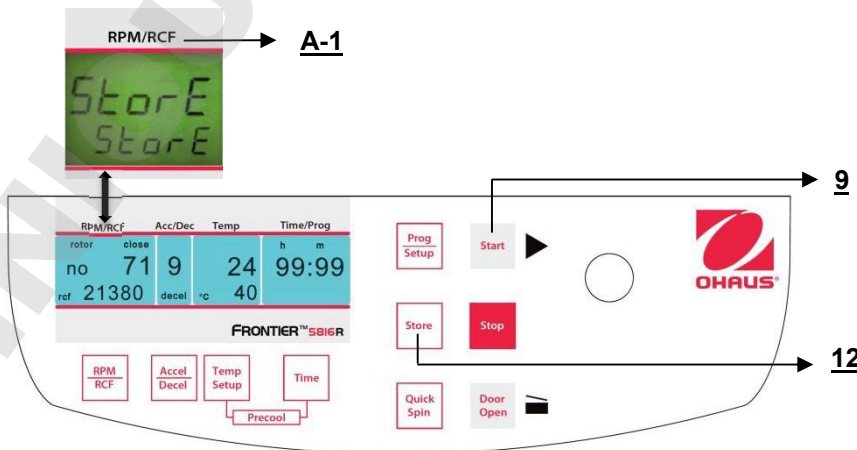 RPM/RCF
A-1
StorE
StorE
9
RPM/RCF Acc/Dec Temp Time/Prog
rotor close h m
no 71 9 24 99:99
rcf 21380 decel °c 40
FRONTIER™ 5816R
Prog
Setup
Start
OHAUS®
Store
Stop
12
RPM
RCF
Accel
Decel
Temp
Setup
Time
Precool
Quick
Spin
Door
Open